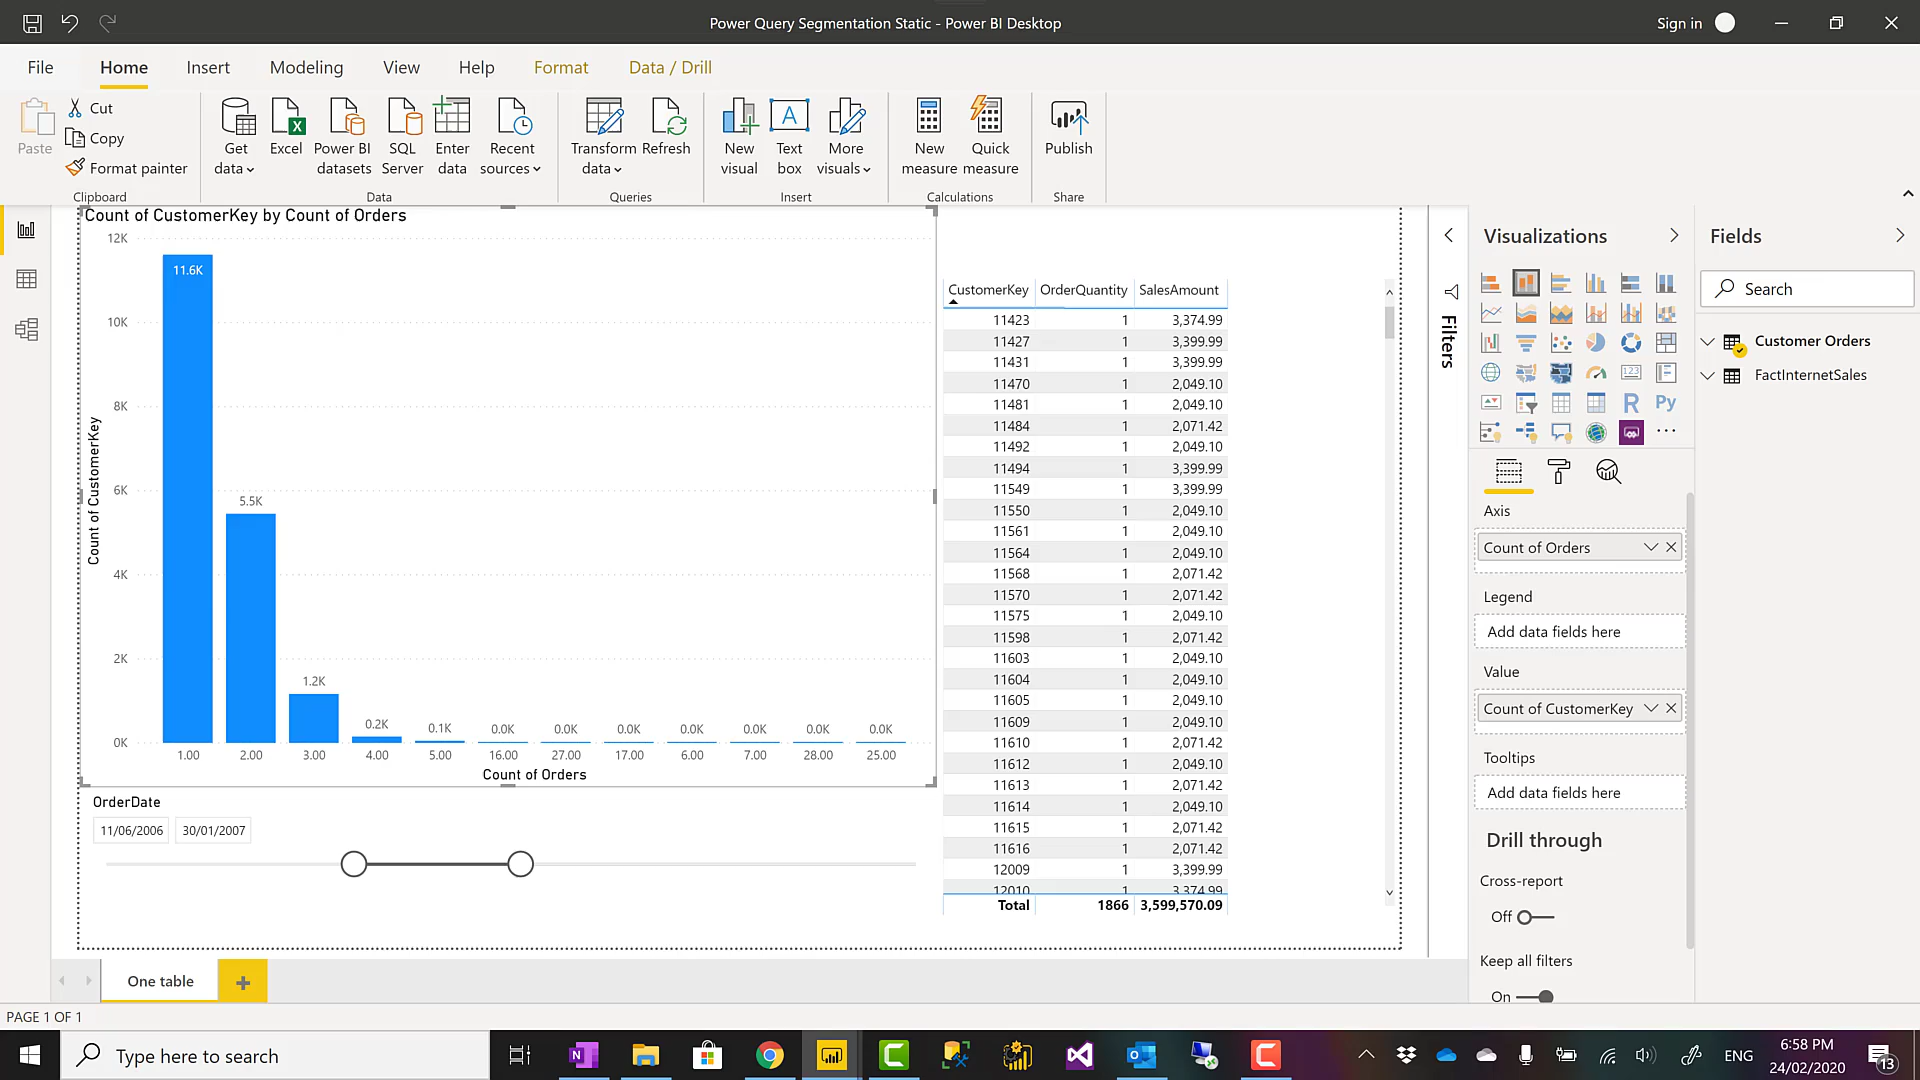 Power Query Segmentation Static - Power BI Desktop
Sign in
File Home Insert Modeling View Help Format Data / Drill
Paste
Cut
Copy
Format painter
Clipboard
Get data
Excel
Power BI datasets
SQL Server
Enter data
Recent sources
Data
Transform data
Refresh
Queries
New visual
Text box
More visuals
Insert
New measure
Quick measure
Calculations
Publish
Share
Count of CustomerKey by Count of Orders
Count of CustomerKey
12K
10K
8K
6K
4K
2K
0K
11.6K 5.5K 1.2K 0.2K 0.1K 0.0K 0.0K 0.0K 0.0K 0.0K 0.0K 0.0K
1.00 2.00 3.00 4.00 5.00 16.00 27.00 17.00 6.00 7.00 28.00 25.00
Count of Orders
OrderDate
11/06/2006 30/01/2007
CustomerKey OrderQuantity SalesAmount
11423 1 3,374.99
11427 1 3,399.99
11431 1 3,399.99
11470 1 2,049.10
11481 1 2,049.10
11484 1 2,071.42
11492 1 2,049.10
11494 1 3,399.99
11549 1 3,399.99
11550 1 2,049.10
11561 1 2,049.10
11564 1 2,049.10
11568 1 2,071.42
11570 1 2,071.42
11575 1 2,049.10
11598 1 2,071.42
11603 1 2,049.10
11604 1 2,049.10
11605 1 2,049.10
11609 1 2,049.10
11610 1 2,071.42
11612 1 2,049.10
11613 1 2,071.42
11614 1 2,049.10
11615 1 2,071.42
11616 1 2,071.42
12009 1 3,399.99
12010 1 3,374.99
Total 1866 3,599,570.09
Filters
Visualizations
123
R Py
Axis
Count of Orders
Legend
Add data fields here
Value
Count of CustomerKey
Tooltips
Add data fields here
Drill through
Cross-report
Off
Keep all filters
On
Fields
Search
Customer Orders
FactInternetSales
One table
PAGE 1 OF 1
Type here to search
ENG
6:58 PM
24/02/2020
13